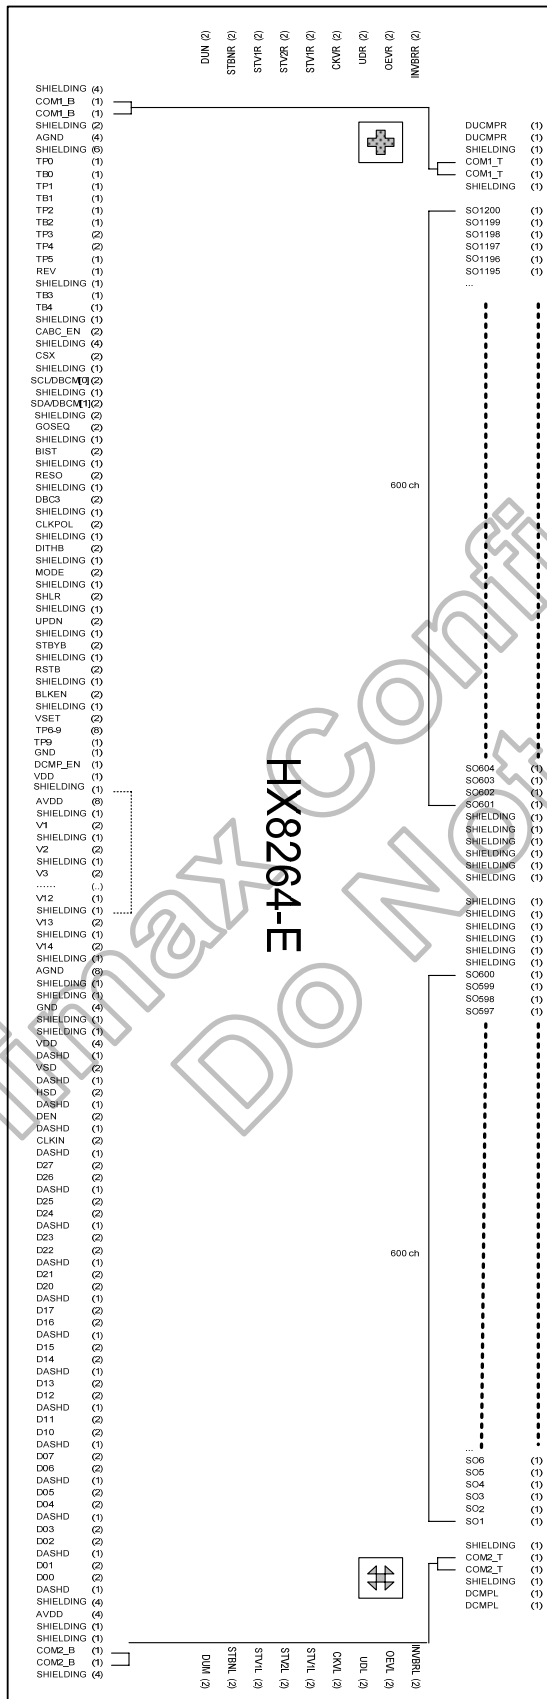 DUN (2)
STBNR (2)
STV1R (2)
STV2R (2)
STV1R (2)
CKVR (2)
UDR (2)
OEVR (2)
INVBRR (2)
SHIELDING (4)
COM1_B (1)
COM1_B (1)
SHIELDING (2)
AGND (4)
SHIELDING (6)
TP0 (1)
TB0 (1)
TP1 (1)
TB1 (1)
TP2 (1)
TB2 (1)
TP3 (2)
TP4 (2)
TP5 (1)
REV (1)
SHIELDING (1)
TB3 (1)
TB4 (1)
SHIELDING (1)
CABC_EN (2)
SHIELDING (4)
CSX (2)
SHIELDING (1)
SCL/DBCM[0] (2)
SHIELDING (1)
SDA/DBCM[1] (2)
SHIELDING (2)
GOSEQ (2)
SHIELDING (1)
BIST (2)
SHIELDING (1)
RESO (2)
SHIELDING (1)
DBC3 (2)
SHIELDING (1)
CLKPOL (2)
SHIELDING (1)
DITHB (2)
SHIELDING (1)
MODE (2)
SHIELDING (1)
SHLR (2)
SHIELDING (1)
UPDN (2)
SHIELDING (1)
STBYB (2)
SHIELDING (1)
RSTB (2)
SHIELDING (1)
BLKEN (2)
SHIELDING (1)
VSET (2)
TP6-9 (8)
TP9 (1)
GND (1)
DCMP_EN (1)
VDD (1)
SHIELDING (1)
AVDD (8)
SHIELDING (1)
V1 (2)
SHIELDING (1)
V2 (2)
SHIELDING (1)
V3 (2)
...... (..)
V12 (1)
SHIELDING (1)
V13 (2)
SHIELDING (1)
V14 (2)
SHIELDING (1)
AGND (8)
SHIELDING (1)
SHIELDING (1)
GND (4)
SHIELDING (1)
SHIELDING (1)
VDD (4)
DASHD (1)
VSD (2)
DASHD (1)
HSD (2)
DASHD (1)
DEN (2)
DASHD (1)
CLKIN (2)
DASHD (1)
D27 (2)
D26 (2)
DASHD (1)
D25 (2)
D24 (2)
DASHD (1)
D23 (2)
D22 (2)
DASHD (1)
D21 (2)
D20 (2)
DASHD (1)
D17 (2)
D16 (2)
DASHD (1)
D15 (2)
D14 (2)
DASHD (1)
D13 (2)
D12 (2)
DASHD (1)
D11 (2)
D10 (2)
DASHD (1)
D07 (2)
D06 (2)
DASHD (1)
D05 (2)
D04 (2)
DASHD (1)
D03 (2)
D02 (2)
DASHD (1)
D01 (2)
D00 (2)
DASHD (1)
SHIELDING (4)
AVDD (4)
SHIELDING (1)
SHIELDING (1)
COM2_B (1)
COM2_B (1)
SHIELDING (4)
HX8264-E
600 ch
600 ch
DUCMPR (1)
DUCMPR (1)
SHIELDING (1)
COM1_T (1)
COM1_T (1)
SHIELDING (1)
SO1200 (1)
SO1199 (1)
SO1198 (1)
SO1197 (1)
SO1196 (1)
SO1195 (1)
...
SO604 (1)
SO603 (1)
SO602 (1)
SO601 (1)
SHIELDING (1)
SHIELDING (1)
SHIELDING (1)
SHIELDING (1)
SHIELDING (1)
SHIELDING (1)
SHIELDING (1)
SHIELDING (1)
SHIELDING (1)
SHIELDING (1)
SHIELDING (1)
SHIELDING (1)
SO600 (1)
SO599 (1)
SO598 (1)
SO597 (1)
...
SO6 (1)
SO5 (1)
SO4 (1)
SO3 (1)
SO2 (1)
SO1 (1)
SHIELDING (1)
COM2_T (1)
COM2_T (1)
SHIELDING (1)
DCMPL (1)
DCMPL (1)
DUM (2)
STBNL (2)
STV1L (2)
STV2L (2)
STV1L (2)
CKVL (2)
UDL (2)
OEVL (2)
INVBRL (2)
imax Confi
Do Not